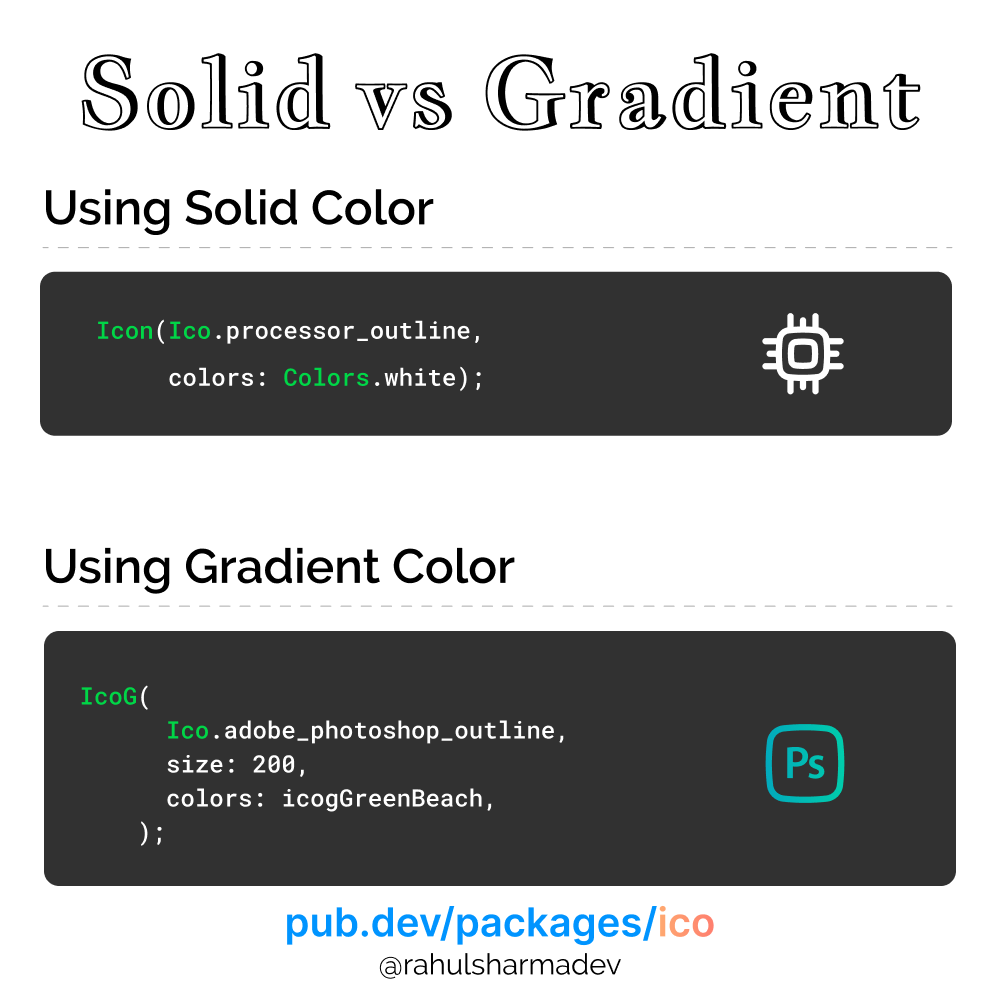 Solid vs Gradient
Using Solid Color
Icon(Ico.processor_outline,
colors: Colors.white);
Using Gradient Color
IcoG(
Ico.adobe_photoshop_outline,
size: 200,
colors: icogGreenBeach,
);
Ps
pub.dev/packages/ico
@rahulsharmadev